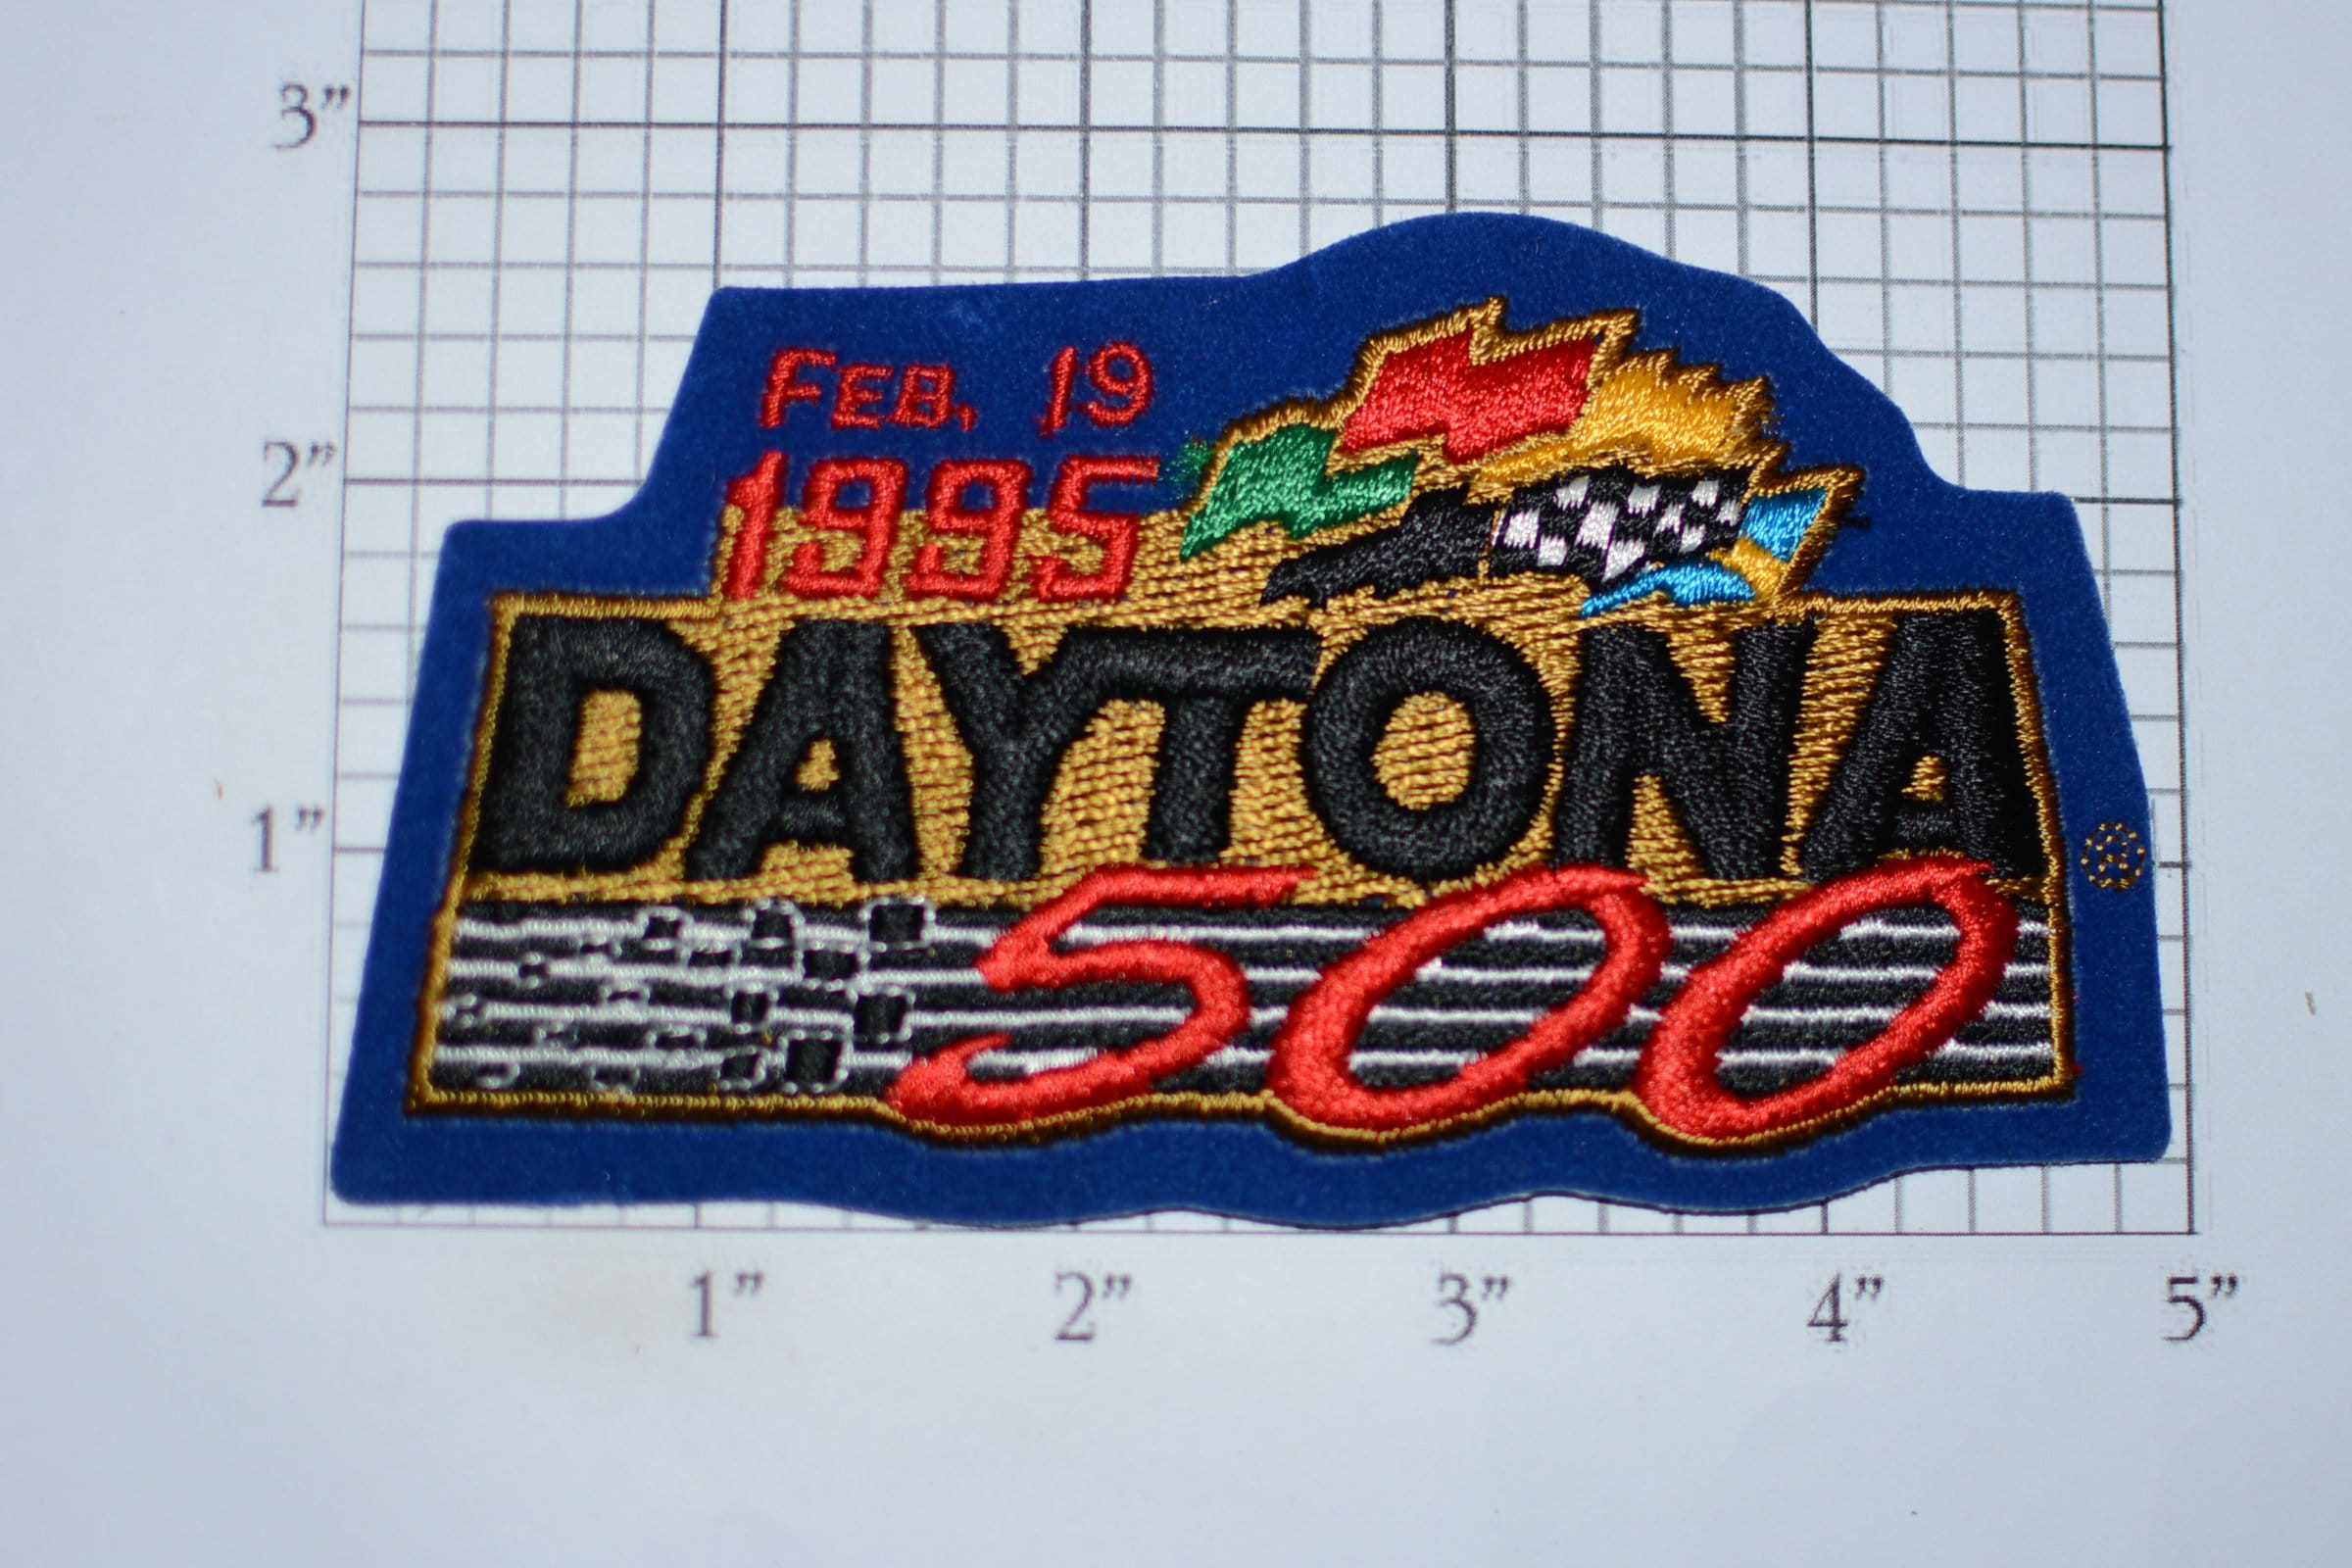 3”
2”
1”
FEB. 19
1995
DAYTONA
®
500
1” 2” 3” 4” 5”